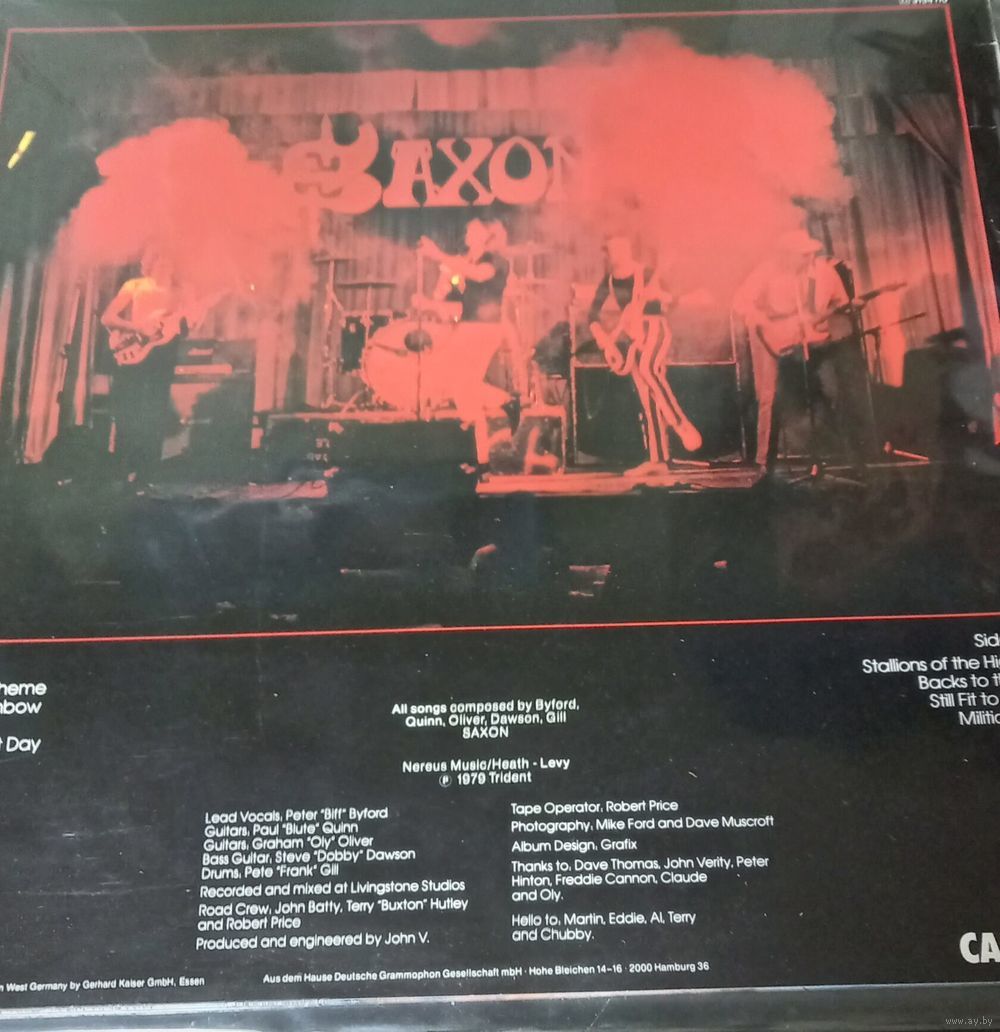 SAXON
heme
bow
t Day
Side
Stallions of the Hi
Backs to t
Still Fit to
Militi
All songs composed by Byford,
Quinn, Oliver, Dawson, Gill
SAXON
Nereus Music/Heath - Levy
℗ 1979 Trident
Lead Vocals, Peter "Biff" Byford
Guitars, Paul "Blute" Quinn
Guitars, Graham "Oly" Oliver
Bass Guitar, Steve "Dobby" Dawson
Drums, Pete "Frank" Gill
Recorded and mixed at Livingstone Studios
Road Crew, John Batty, Terry "Buxton" Hutley
and Robert Price
Produced and engineered by John V.
Tape Operator, Robert Price
Photography, Mike Ford and Dave Muscroft
Album Design, Grafix
Thanks to, Dave Thomas, John Verity, Peter
Hinton, Freddie Cannon, Claude
and Oly.
Hello to, Martin, Eddie, Al, Terry
and Chubby.
CA
n West Germany by Gerhard Kaiser GmbH, Essen
Aus dem Hause Deutsche Grammophon Gesellschaft mbH · Hohe Bleichen 14-16 · 2000 Hamburg 36
www.ay.by